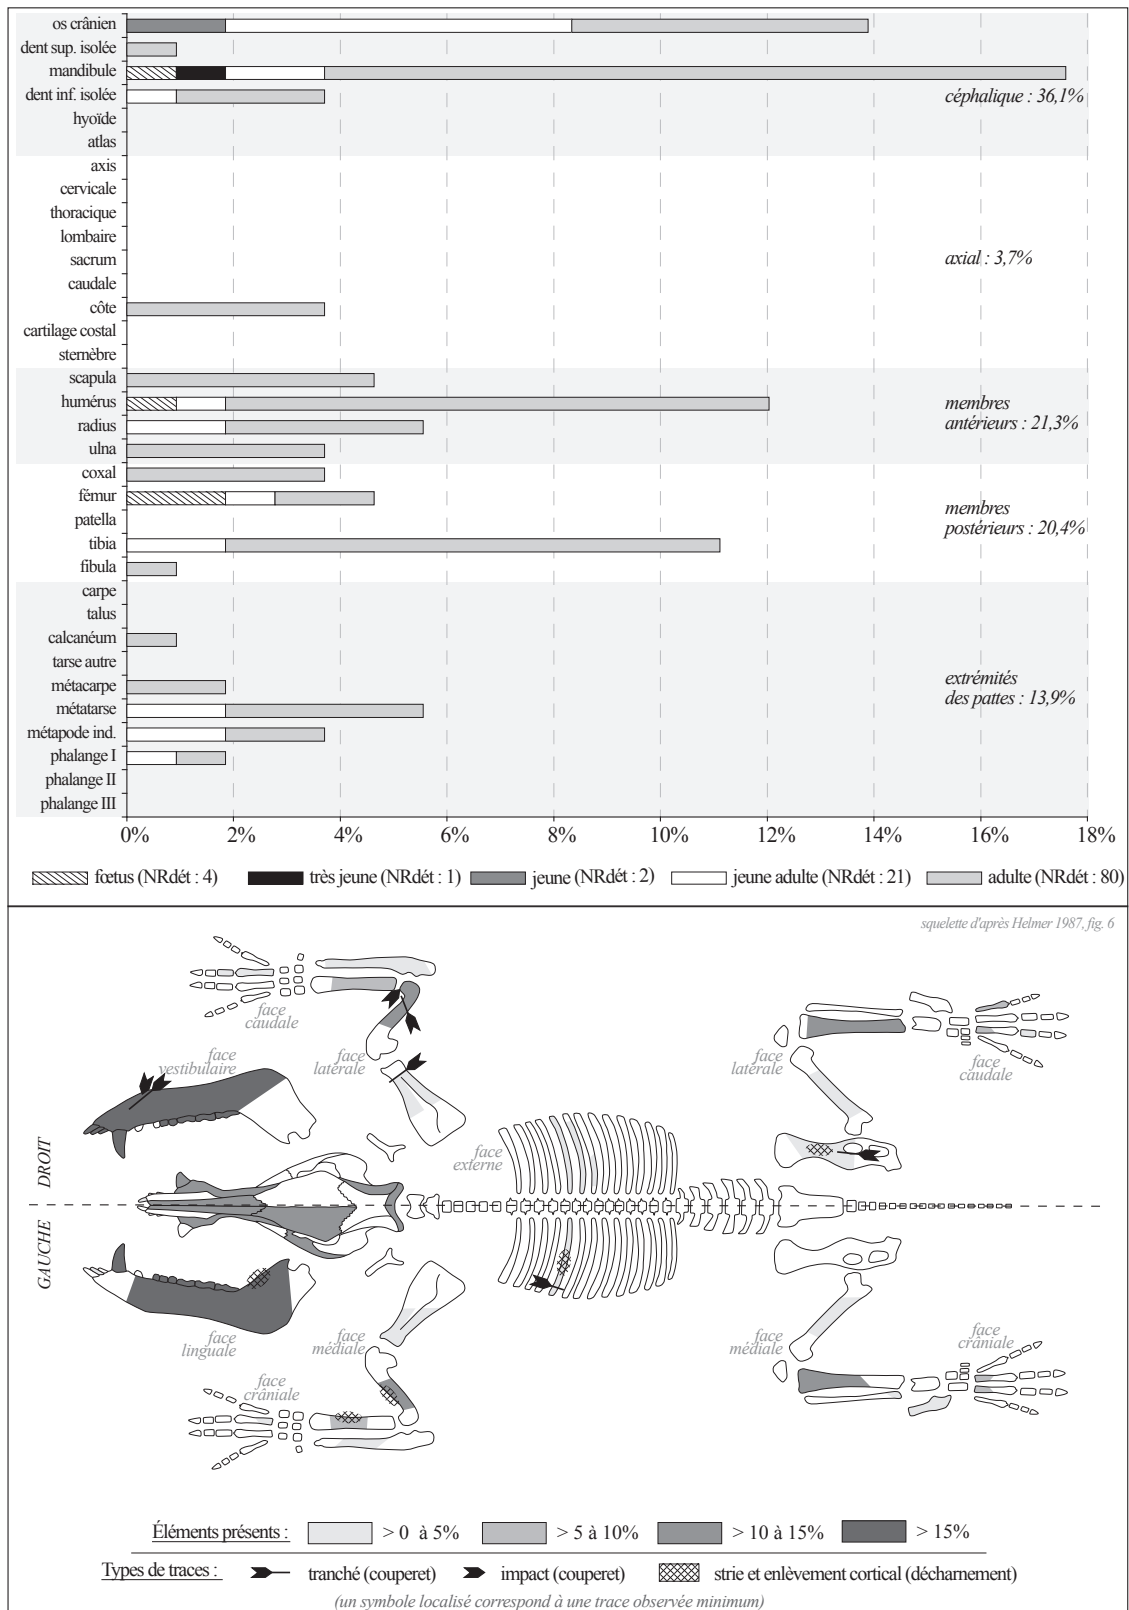 os crânien
dent sup. isolée
mandibule
dent inf. isolée
céphalique : 36,1%
hyoïde
atlas
axis
cervicale
thoracique
lombaire
sacrum
axial : 3,7%
caudale
côte
cartilage costal
sternèbre
scapula
humérus
membres
antérieurs : 21,3%
radius
ulna
coxal
fémur
membres
postérieurs : 20,4%
patella
tibia
fibula
carpe
talus
calcanéum
tarse autre
métacarpe
extrémités
des pattes : 13,9%
métatarse
métapode ind.
phalange I
phalange II
phalange III
0% 2% 4% 6% 8% 10% 12% 14% 16% 18%
fœtus (NRdét : 4) très jeune (NRdét : 1) jeune (NRdét : 2) jeune adulte (NRdét : 21) adulte (NRdét : 80)
squelette d'après Helmer 1987, fig. 6
face
caudale
face
vestibulaire
face
latérale
face
latérale
face
caudale
DROIT
face
externe
GAUCHE
face
linguale
face
médiale
face
médiale
face
crâniale
face
crâniale
Éléments présents : > 0 à 5% > 5 à 10% > 10 à 15% > 15%
Types de traces : tranché (couperet) impact (couperet) strie et enlèvement cortical (décharnement)
(un symbole localisé correspond à une trace observée minimum)